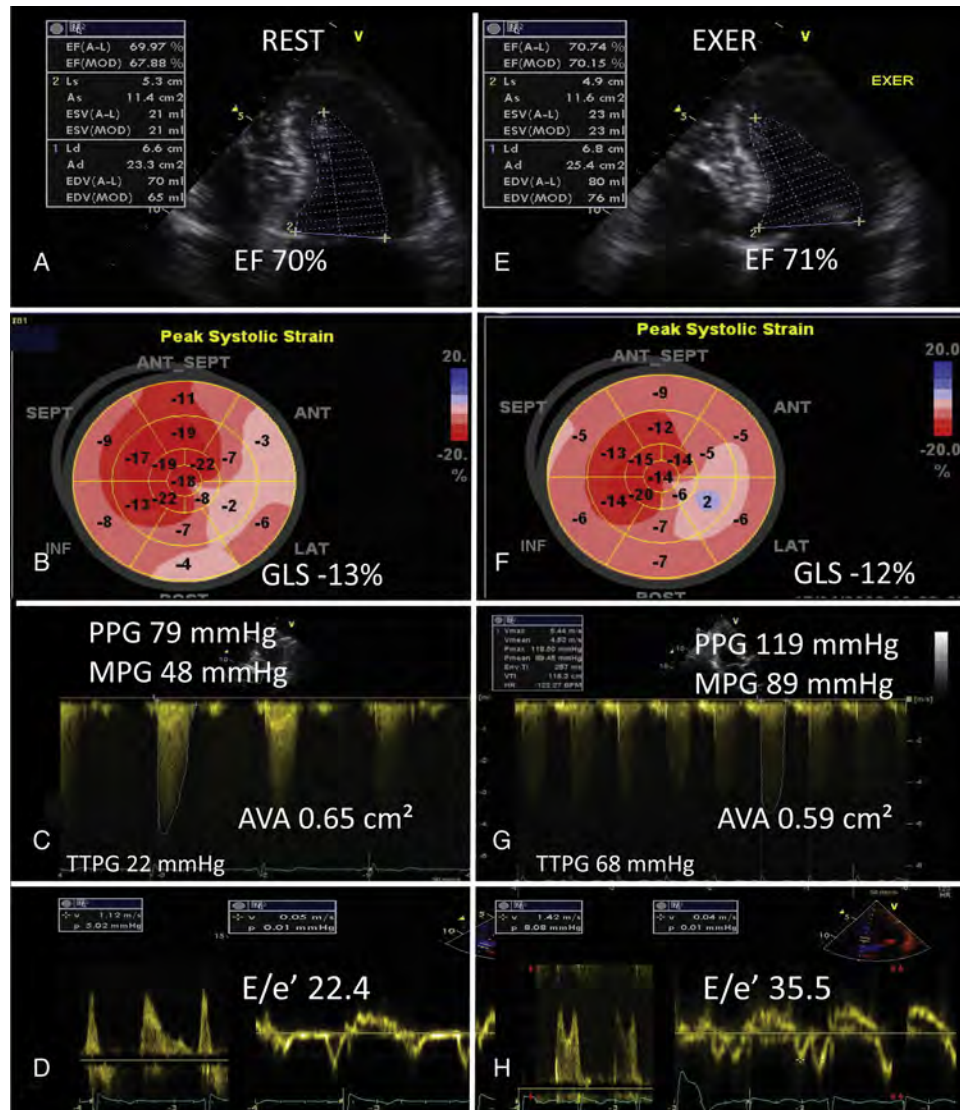 REST
V
EF(A-L) 69.97 %
EF(MOD) 67.88 %
2 Ls 5.3 cm
As 11.4 cm2
ESV(A-L) 21 ml
ESV(MOD) 21 ml
1 Ld 6.6 cm
Ad 23.3 cm2
EDV(A-L) 70 ml
EDV(MOD) 65 ml
5
10
2
A
EF 70%
EXER
V
EF(A-L) 70.74 %
EF(MOD) 70.15 %
2 Ls 4.9 cm
As 11.6 cm2
ESV(A-L) 23 ml
ESV(MOD) 23 ml
1 Ld 6.8 cm
Ad 25.4 cm2
EDV(A-L) 80 ml
EDV(MOD) 76 ml
EXER
5
10
2
E
EF 71%
Peak Systolic Strain
ANT_SEPT
SEPT
ANT
20.
-20.
%
-11
-9
-3
-19
-17
-7
-19
-22
-18
-22
-8
-13
-2
-8
-6
-7
-4
INF
LAT
POST
B
GLS -13%
Peak Systolic Strain
ANT_SEPT
SEPT
ANT
20.0
-20.0
%
-9
-5
-5
-12
-13
-5
-15
-14
-14
-20
-6
-14
2
-6
-6
-7
-7
INF
LAT
POST
F
GLS -12%
PPG 79 mmHg
MPG 48 mmHg
V
AVA 0.65 cm²
C
TTPG 22 mmHg
V
PPG 119 mmHg
MPG 89 mmHg
[m/s]
AVA 0.59 cm²
G
TTPG 68 mmHg
v 1.12 m/s
p 5.02 mmHg
v 0.05 m/s
p 0.01 mmHg
E/e’ 22.4
D
v 1.42 m/s
p 8.08 mmHg
v 0.04 m/s
p 0.01 mmHg
V
5
10
E/e’ 35.5
H